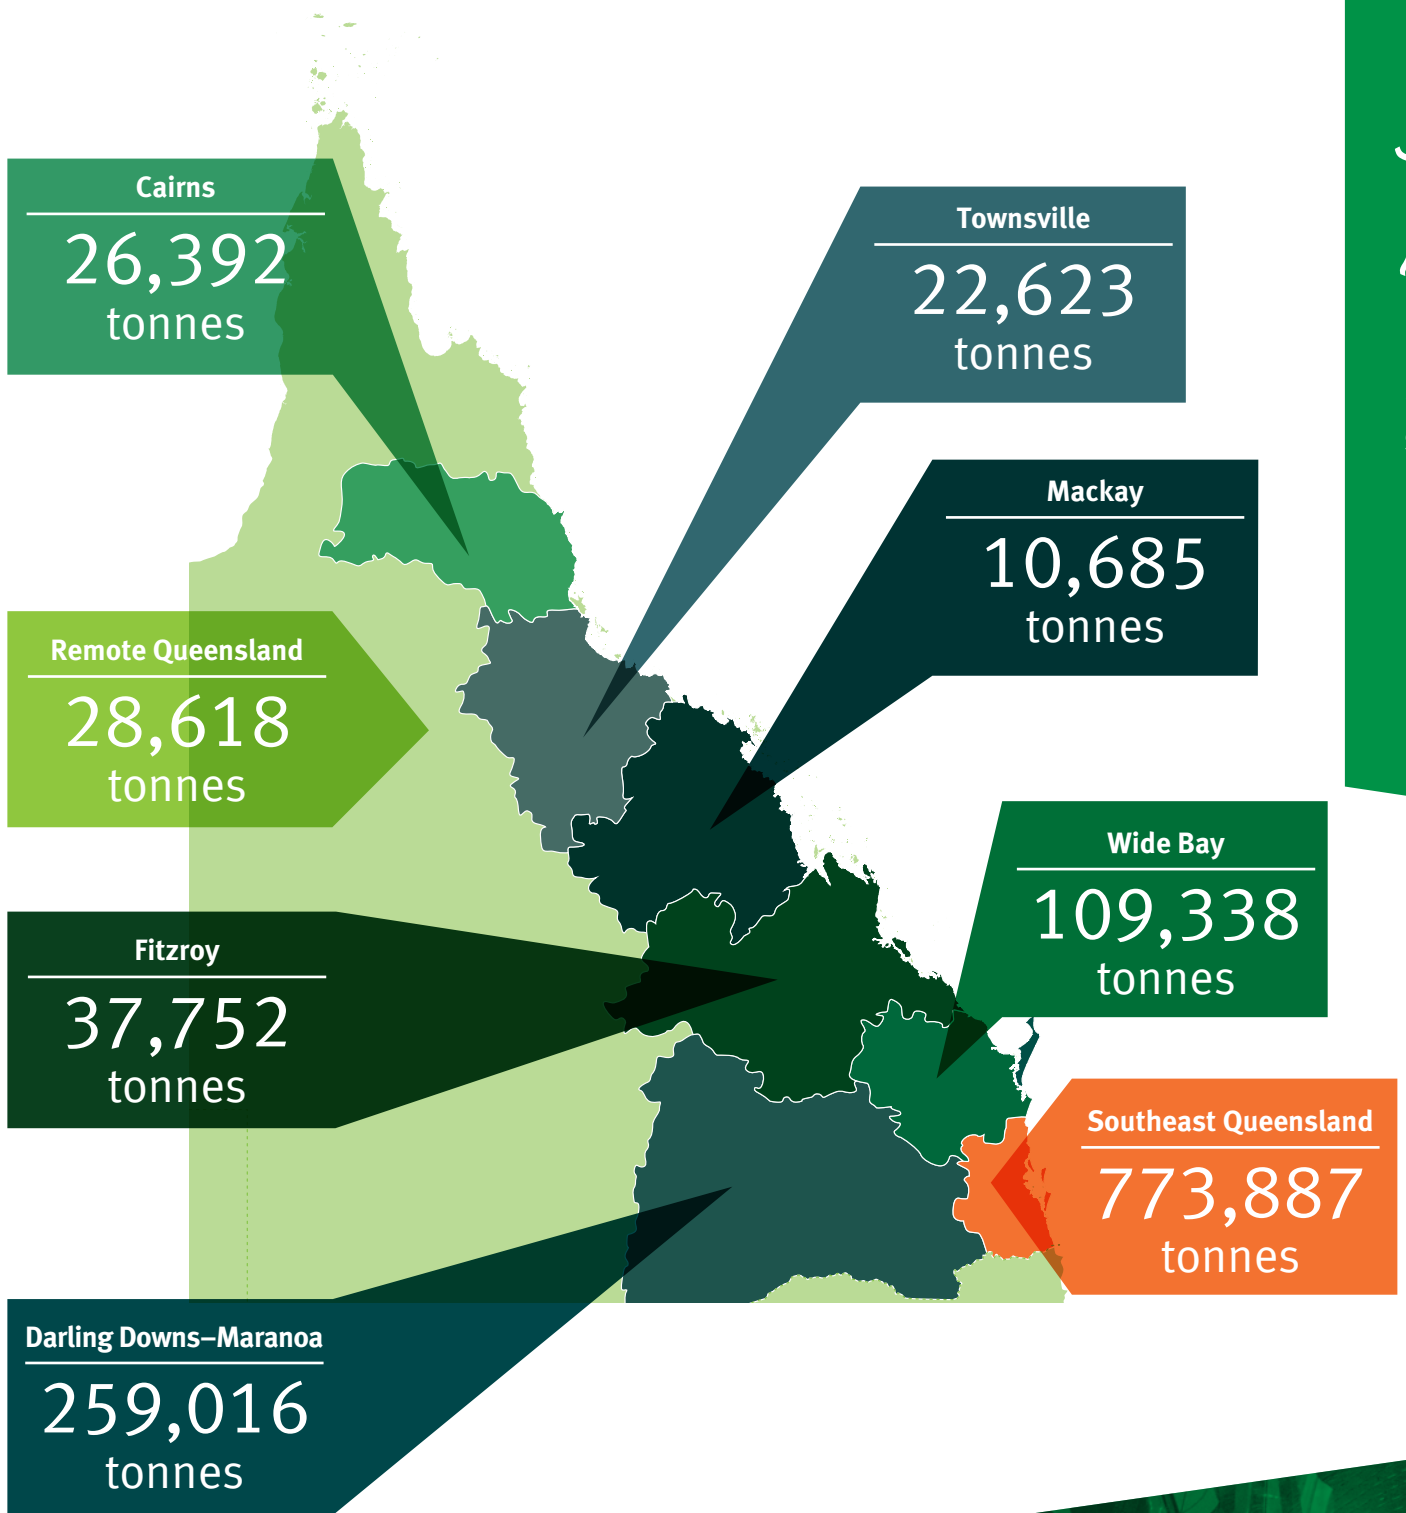 Cairns
26,392
tonnes
Townsville
22,623
tonnes
Mackay
10,685
tonnes
Remote Queensland
28,618
tonnes
Wide Bay
109,338
tonnes
Fitzroy
37,752
tonnes
Southeast Queensland
773,887
tonnes
Darling Downs–Maranoa
259,016
tonnes